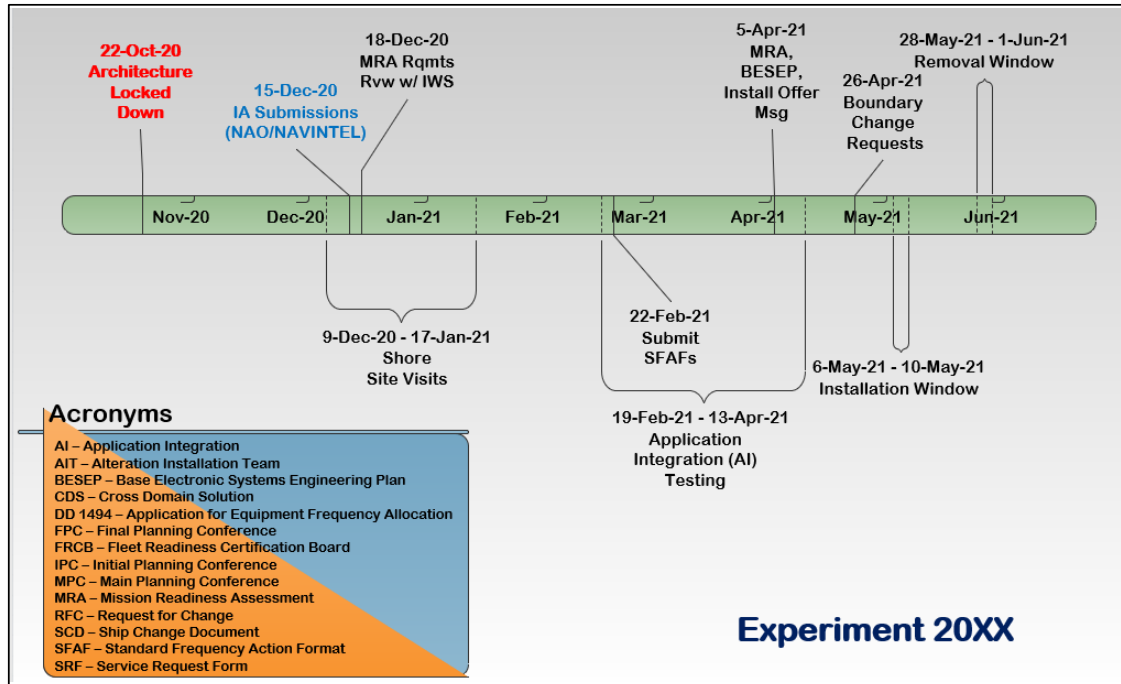 22-Oct-20
Architecture
Locked
Down
15-Dec-20
IA Submissions
(NAO/NAVINTEL)
18-Dec-20
MRA Rqmts
Rvw w/ IWS
5-Apr-21
MRA,
BESEP,
Install Offer
Msg
26-Apr-21
Boundary
Change
Requests
28-May-21 - 1-Jun-21
Removal Window
Nov-20
Dec-20
Jan-21
Feb-21
Mar-21
Apr-21
May-21
Jun-21
9-Dec-20 - 17-Jan-21
Shore
Site Visits
22-Feb-21
Submit
SFAFs
19-Feb-21 - 13-Apr-21
Application
Integration (AI)
Testing
6-May-21 - 10-May-21
Installation Window
Acronyms
AI – Application Integration
AIT – Alteration Installation Team
BESEP – Base Electronic Systems Engineering Plan
CDS – Cross Domain Solution
DD 1494 – Application for Equipment Frequency Allocation
FPC – Final Planning Conference
FRCB – Fleet Readiness Certification Board
IPC – Initial Planning Conference
MPC – Main Planning Conference
MRA – Mission Readiness Assessment
RFC – Request for Change
SCD – Ship Change Document
SFAF – Standard Frequency Action Format
SRF – Service Request Form
Experiment 20XX